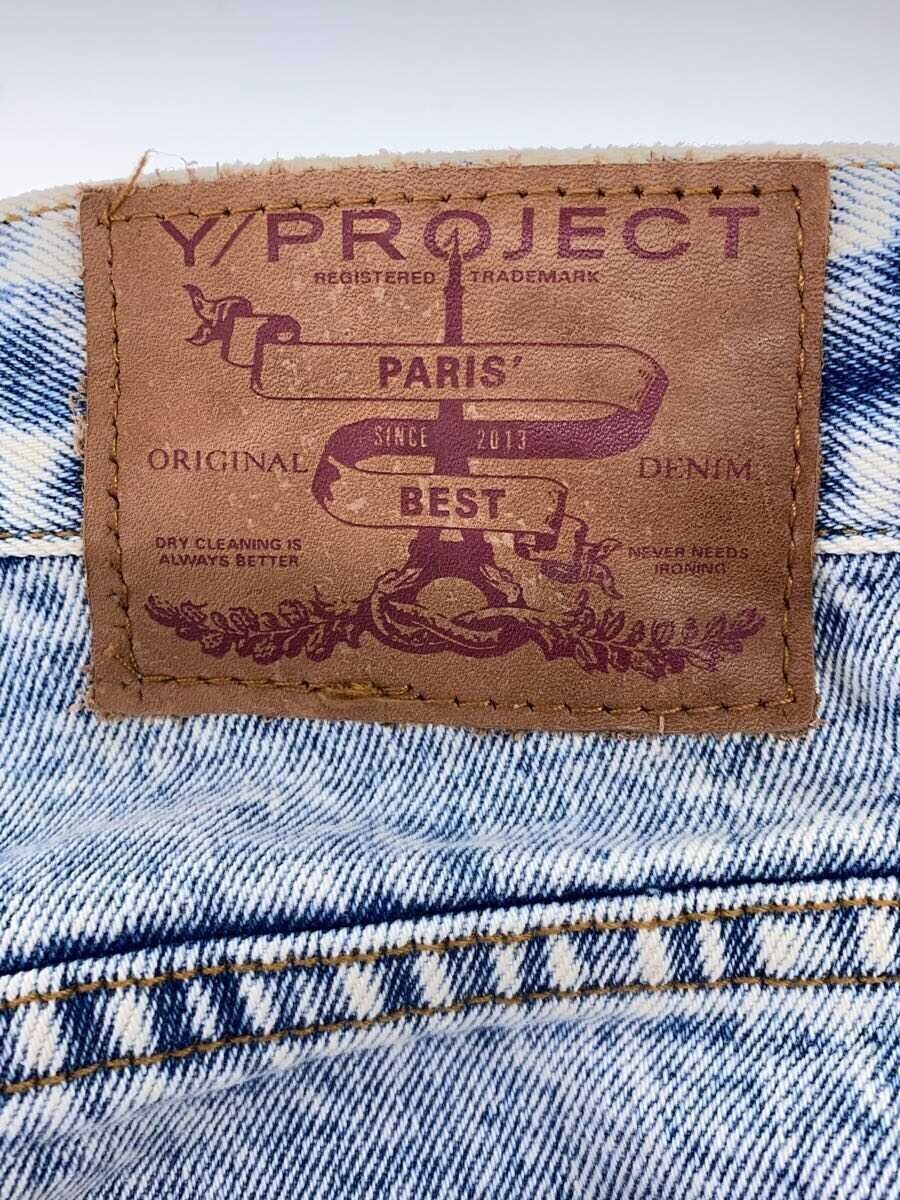 Y/PROJECT
REGISTERED TRADEMARK
PARIS'
SINCE 2013
ORIGINAL DENIM
BEST
DRY CLEANING IS
ALWAYS BETTER
NEVER NEEDS
IRONING